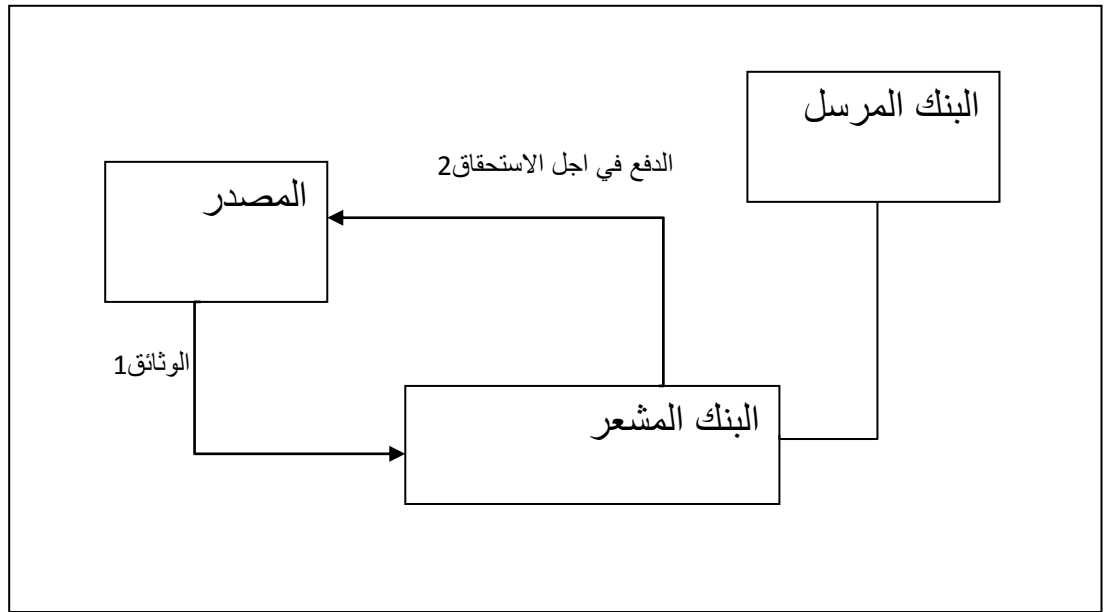 البنك المرسل
الدفع في اجل الاستحقاق2
المصدر
الوثائق1
البنك المشعر